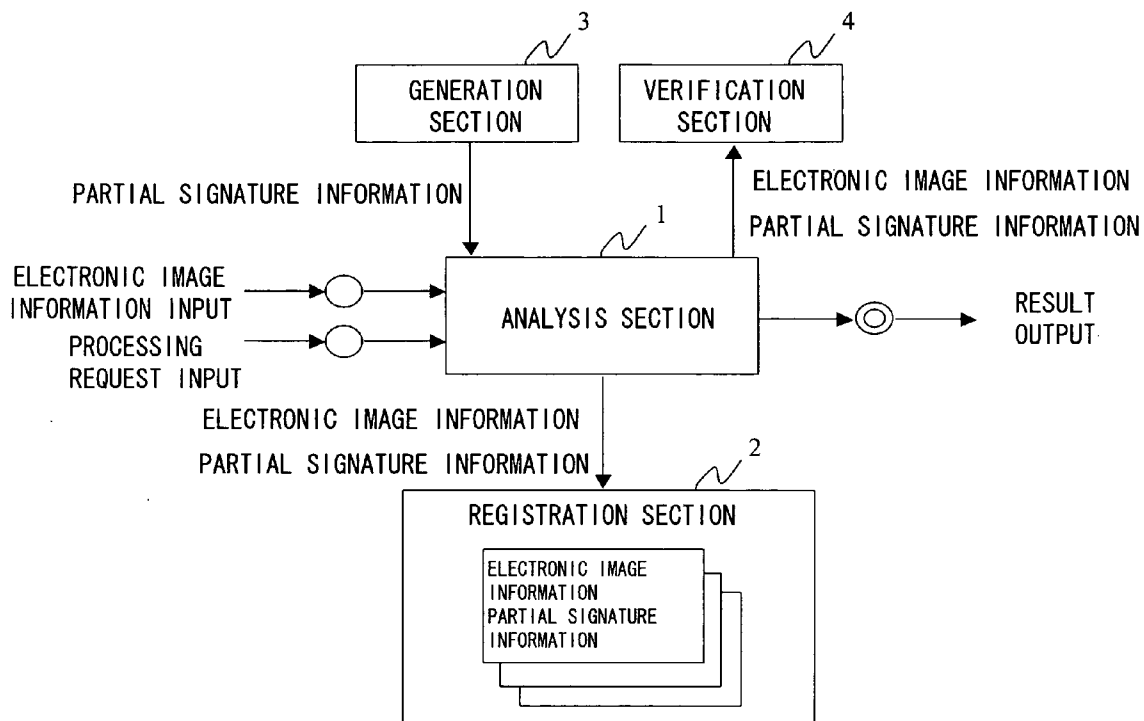 3
4
GENERATION
SECTION
VERIFICATION
SECTION
PARTIAL SIGNATURE INFORMATION
ELECTRONIC IMAGE INFORMATION
PARTIAL SIGNATURE INFORMATION
1
ELECTRONIC IMAGE
INFORMATION INPUT
PROCESSING
REQUEST INPUT
ANALYSIS SECTION
RESULT
OUTPUT
ELECTRONIC IMAGE INFORMATION
PARTIAL SIGNATURE INFORMATION
2
REGISTRATION SECTION
ELECTRONIC IMAGE
INFORMATION
PARTIAL SIGNATURE
INFORMATION